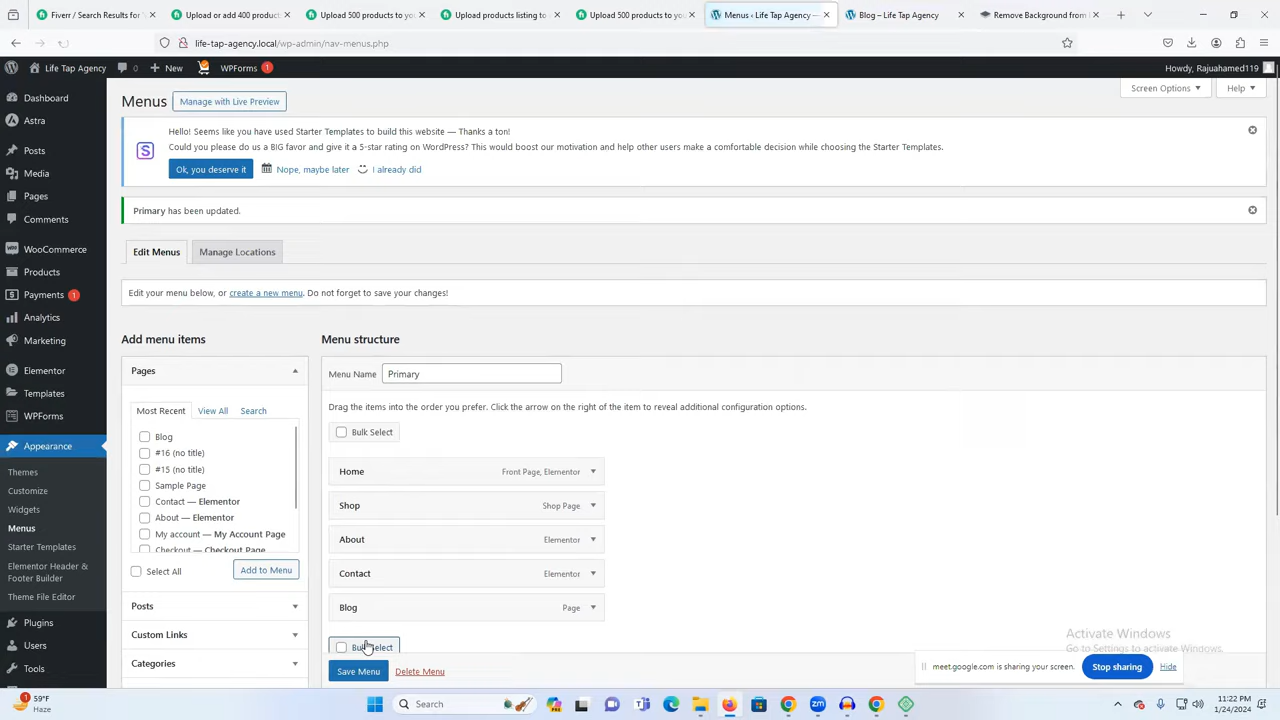 Fiverr / Search Results for '
Upload or add 400 product
Upload 500 products to yo
Upload products listing to
Upload 500 products to yo
Menus ‹ Life Tap Agency —
Blog – Life Tap Agency
Remove Background from I
life-tap-agency.local/wp-admin/nav-menus.php
Life Tap Agency
0
New
WPForms 1
Howdy, Rajuahamed119
Screen Options
Help
Dashboard
Astra
Posts
Media
Pages
Comments
WooCommerce
Products
Payments 1
Analytics
Marketing
Elementor
Templates
WPForms
Appearance
Themes
Customize
Widgets
Menus
Starter Templates
Elementor Header &
Footer Builder
Theme File Editor
Plugins
Users
Tools
Menus
Manage with Live Preview
S
Hello! Seems like you have used Starter Templates to build this website — Thanks a ton!
Could you please do us a BIG favor and give it a 5-star rating on WordPress? This would boost our motivation and help other users make a comfortable decision while choosing the Starter Templates.
Ok, you deserve it
Nope, maybe later
I already did
Primary has been updated.
Edit Menus
Manage Locations
Edit your menu below, or create a new menu. Do not forget to save your changes!
Add menu items
Pages
Most Recent
View All
Search
Blog
#16 (no title)
#15 (no title)
Sample Page
Contact — Elementor
About — Elementor
My account — My Account Page
Checkout — Checkout Page
Select All
Add to Menu
Posts
Custom Links
Categories
Menu structure
Menu Name
Primary
Drag the items into the order you prefer. Click the arrow on the right of the item to reveal additional configuration options.
Bulk Select
Home
Front Page, Elementor
Shop
Shop Page
About
Elementor
Contact
Elementor
Blog
Page
Bulk Select
Save Menu
Delete Menu
Activate Windows
Go to Settings to activate Windows.
meet.google.com is sharing your screen.
Stop sharing
Hide
1
59°F
Haze
Search
11:22 PM
1/24/2024